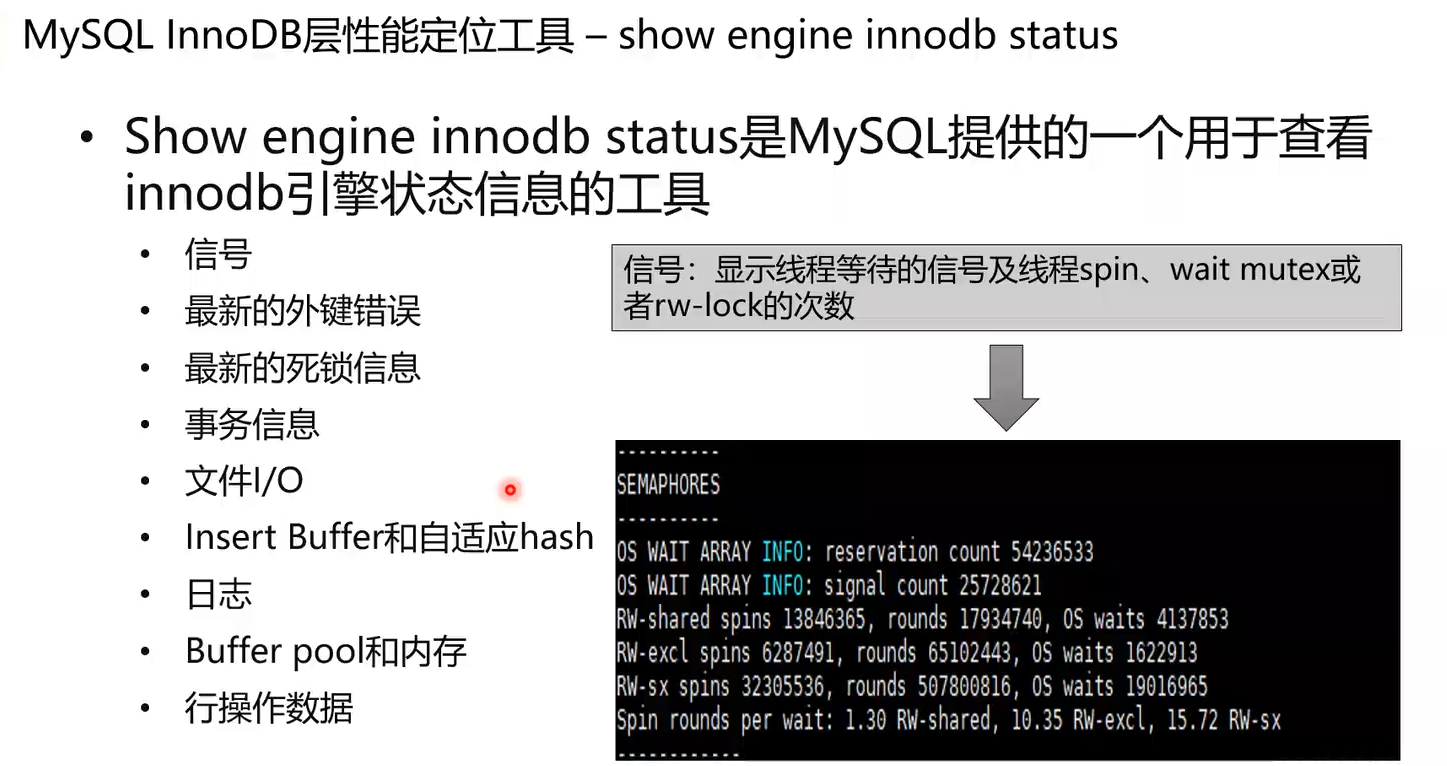 MySQL InnoDB层性能定位工具 – show engine innodb status
• Show engine innodb status是MySQL提供的一个用于查看
innodb引擎状态信息的工具
• 信号
• 最新的外键错误
• 最新的死锁信息
• 事务信息
• 文件I/O
• Insert Buffer和自适应hash
• 日志
• Buffer pool和内存
• 行操作数据
信号：显示线程等待的信号及线程spin、wait mutex或
者rw-lock的次数
----------
SEMAPHORES
----------
OS WAIT ARRAY INFO: reservation count 54236533
OS WAIT ARRAY INFO: signal count 25728621
RW-shared spins 13846365, rounds 17934740, OS waits 4137853
RW-excl spins 6287491, rounds 65102443, OS waits 1622913
RW-sx spins 32305536, rounds 507800816, OS waits 19016965
Spin rounds per wait: 1.30 RW-shared, 10.35 RW-excl, 15.72 RW-sx
------------